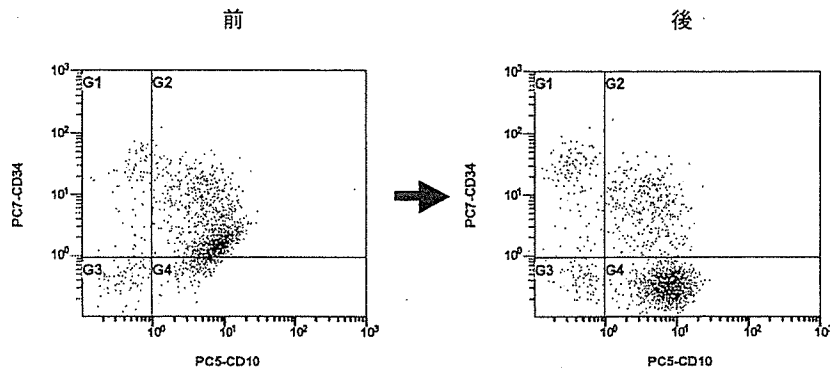 前
後
10³
G1 G2
10²
10¹
10⁰
G3 G4
10⁰ 10¹ 10² 10³
PC7-CD34
PC5-CD10
10³
G1 G2
10²
10¹
10⁰
G3 G4
10⁰ 10¹ 10² 10³
PC7-CD34
PC5-CD10